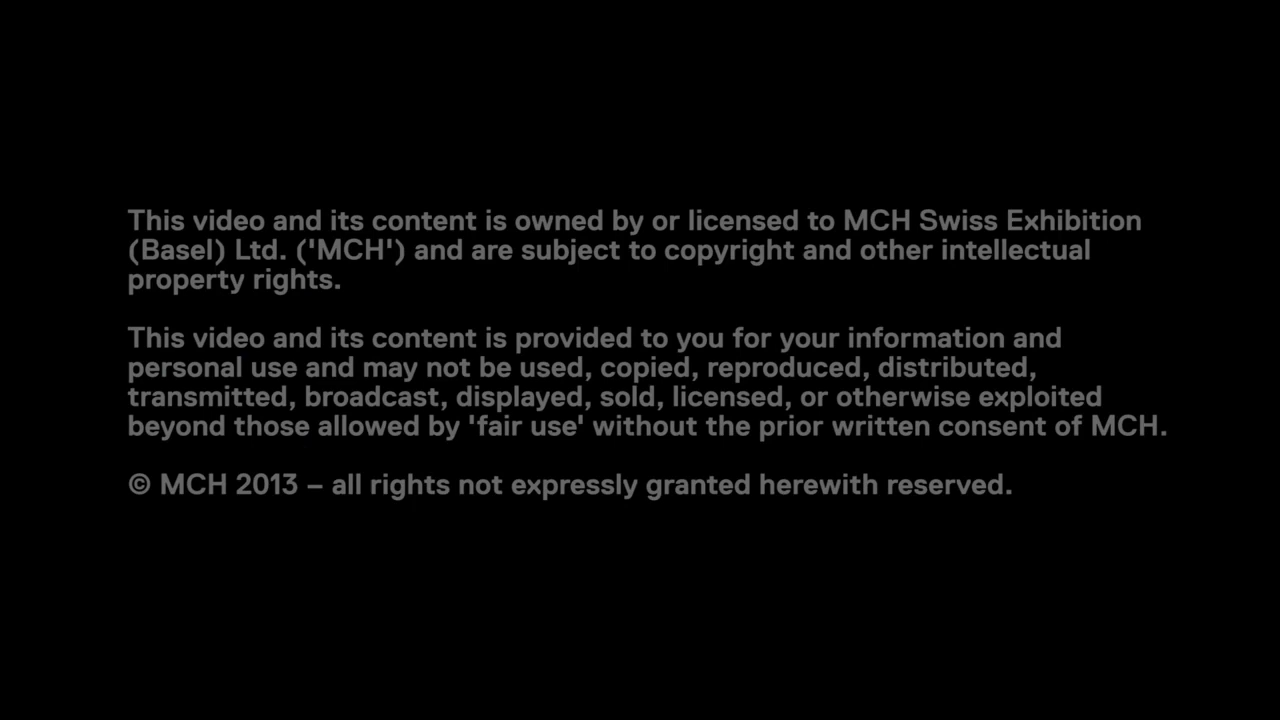 This video and its content is owned by or licensed to MCH Swiss Exhibition
(Basel) Ltd. ('MCH') and are subject to copyright and other intellectual
property rights.
This video and its content is provided to you for your information and
personal use and may not be used, copied, reproduced, distributed,
transmitted, broadcast, displayed, sold, licensed, or otherwise exploited
beyond those allowed by 'fair use' without the prior written consent of MCH.
© MCH 2013 – all rights not expressly granted herewith reserved.